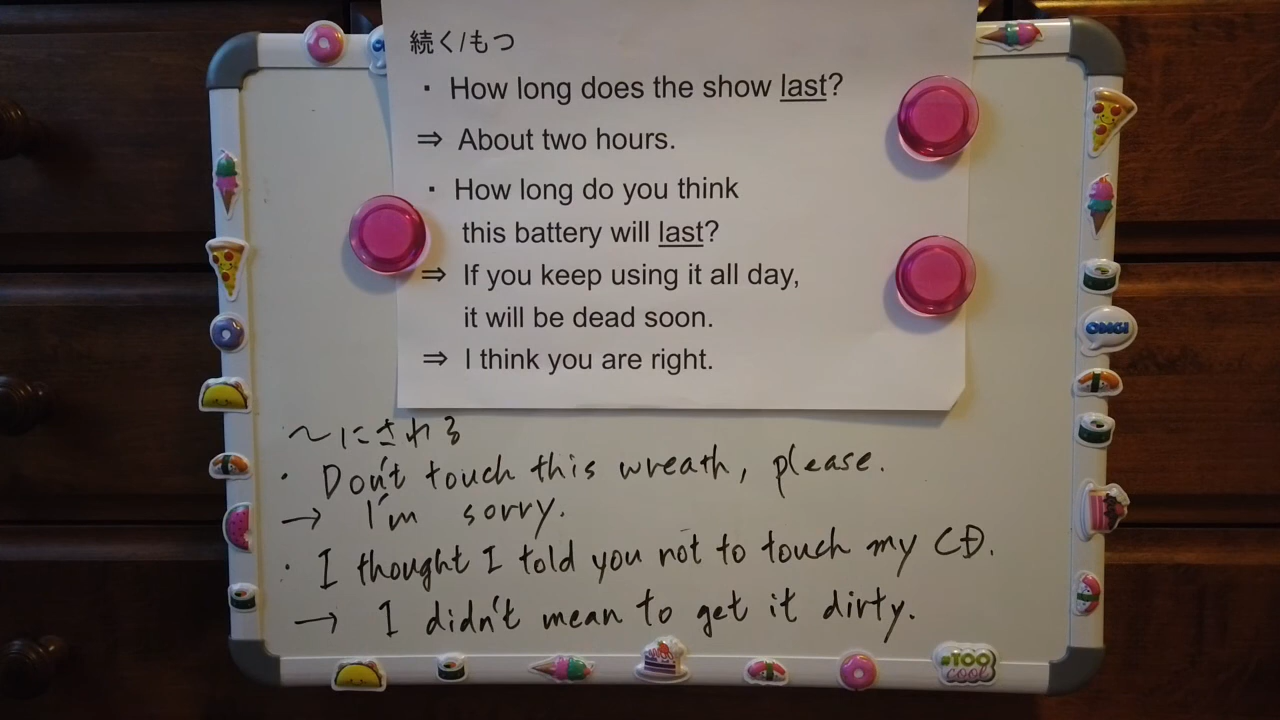 続く/もつ
・ How long does the show last?
⇒ About two hours.
・ How long do you think
this battery will last?
⇒ If you keep using it all day,
it will be dead soon.
⇒ I think you are right.
OMG!
〜にされる
・ Don't touch this wreath, please.
→ I'm sorry.
・ I thought I told you not to touch my CD.
→ I didn't mean to get it dirty.
#TOO
cool